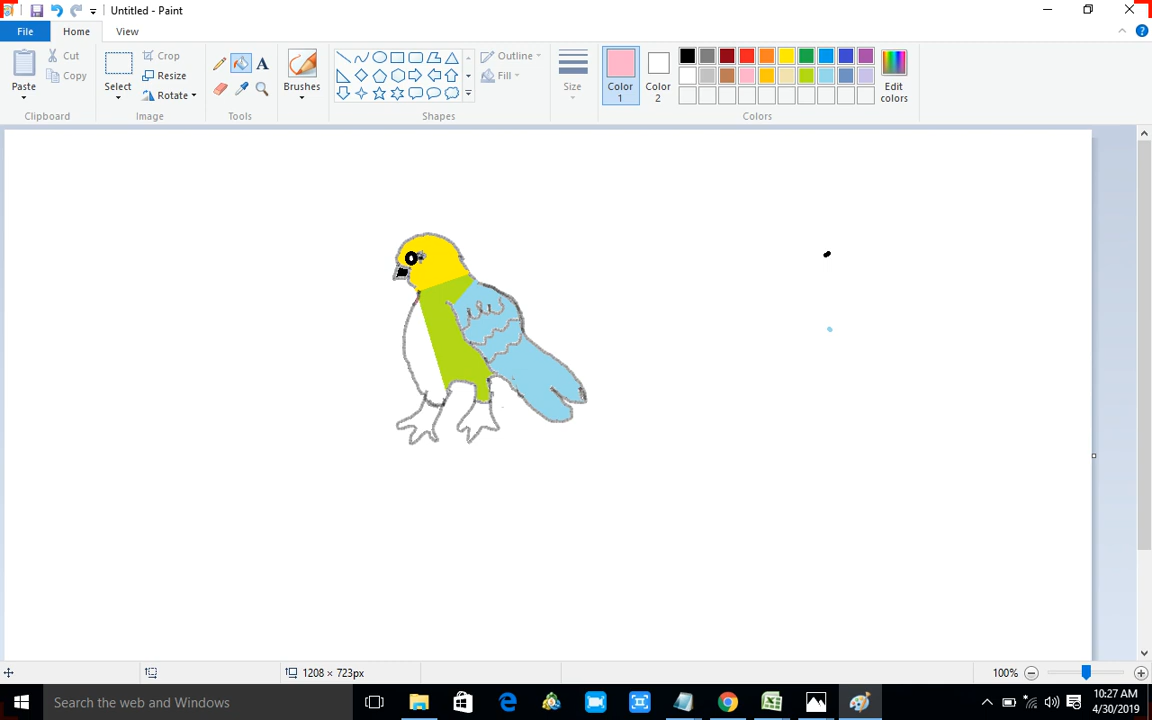 Untitled - Paint
File Home View
Paste
Cut
Copy
Clipboard
Select
Crop
Resize
Rotate
Image
A
Tools
Brushes
Outline
Fill
Shapes
Size
Color 1
Color 2
Edit colors
Colors
1208 × 723px
100%
Search the web and Windows
10:27 AM
4/30/2019